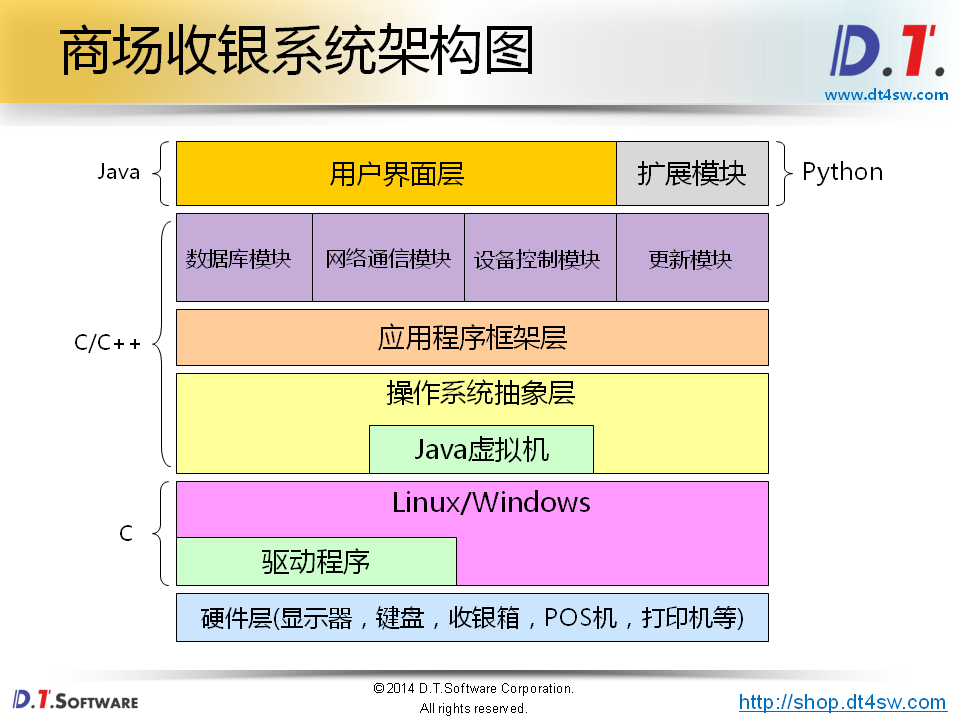 商场收银系统架构图
D.T.
www.dt4sw.com
Java
用户界面层
扩展模块
Python
数据库模块
网络通信模块
设备控制模块
更新模块
C/C++
应用程序框架层
操作系统抽象层
Java虚拟机
C
Linux/Windows
驱动程序
硬件层(显示器，键盘，收银箱，POS机，打印机等)
D.T.SOFTWARE
©2014 D.T.Software Corporation.
All rights reserved.
http://shop.dt4sw.com